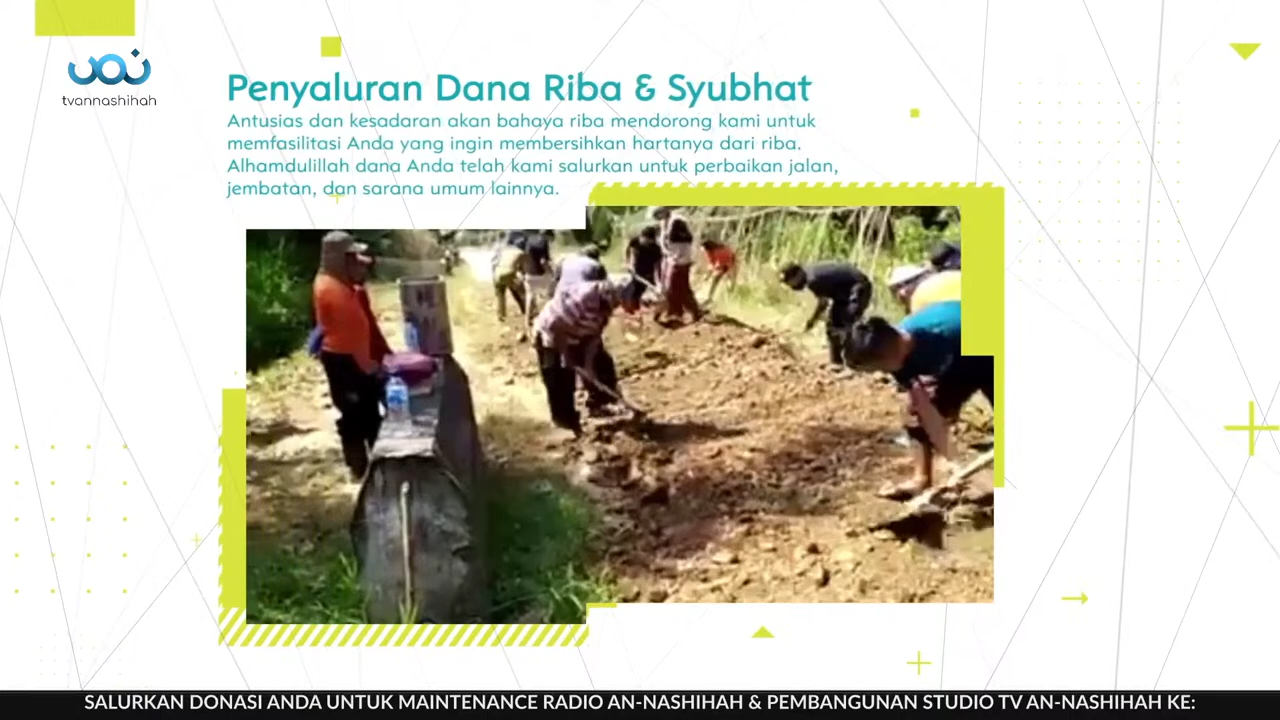 tvannashihah
Penyaluran Dana Riba & Syubhat
Antusias dan kesadaran akan bahaya riba mendorong kami untuk
memfasilitasi Anda yang ingin membersihkan hartanya dari riba.
Alhamdulillah dana Anda telah kami salurkan untuk perbaikan jalan,
jembatan, dan sarana umum lainnya.
SALURKAN DONASI ANDA UNTUK MAINTENANCE RADIO AN-NASHIHAH & PEMBANGUNAN STUDIO TV AN-NASHIHAH KE: